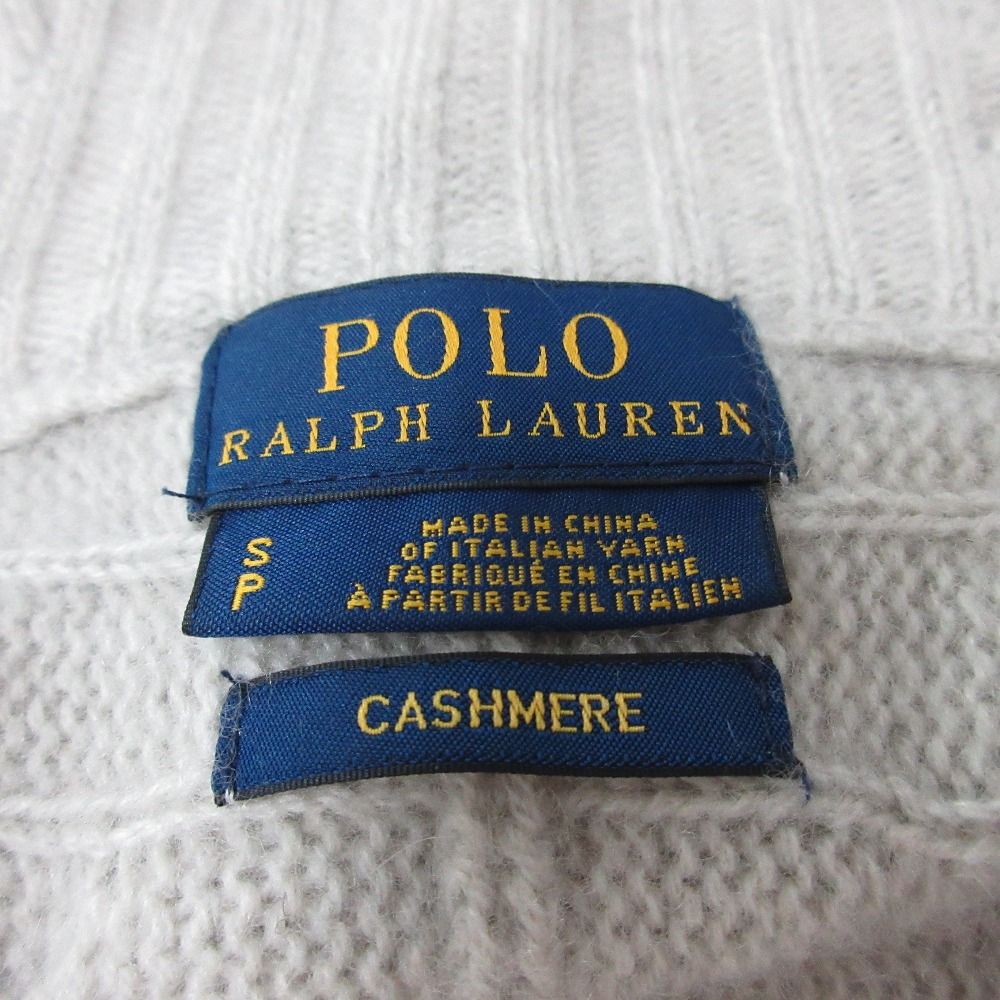 POLO
RALPH LAUREN
S
P
MADE IN CHINA
OF ITALIAN YARN
FABRIQUÉ EN CHINE
À PARTIR DE FIL ITALIEN
CASHMERE